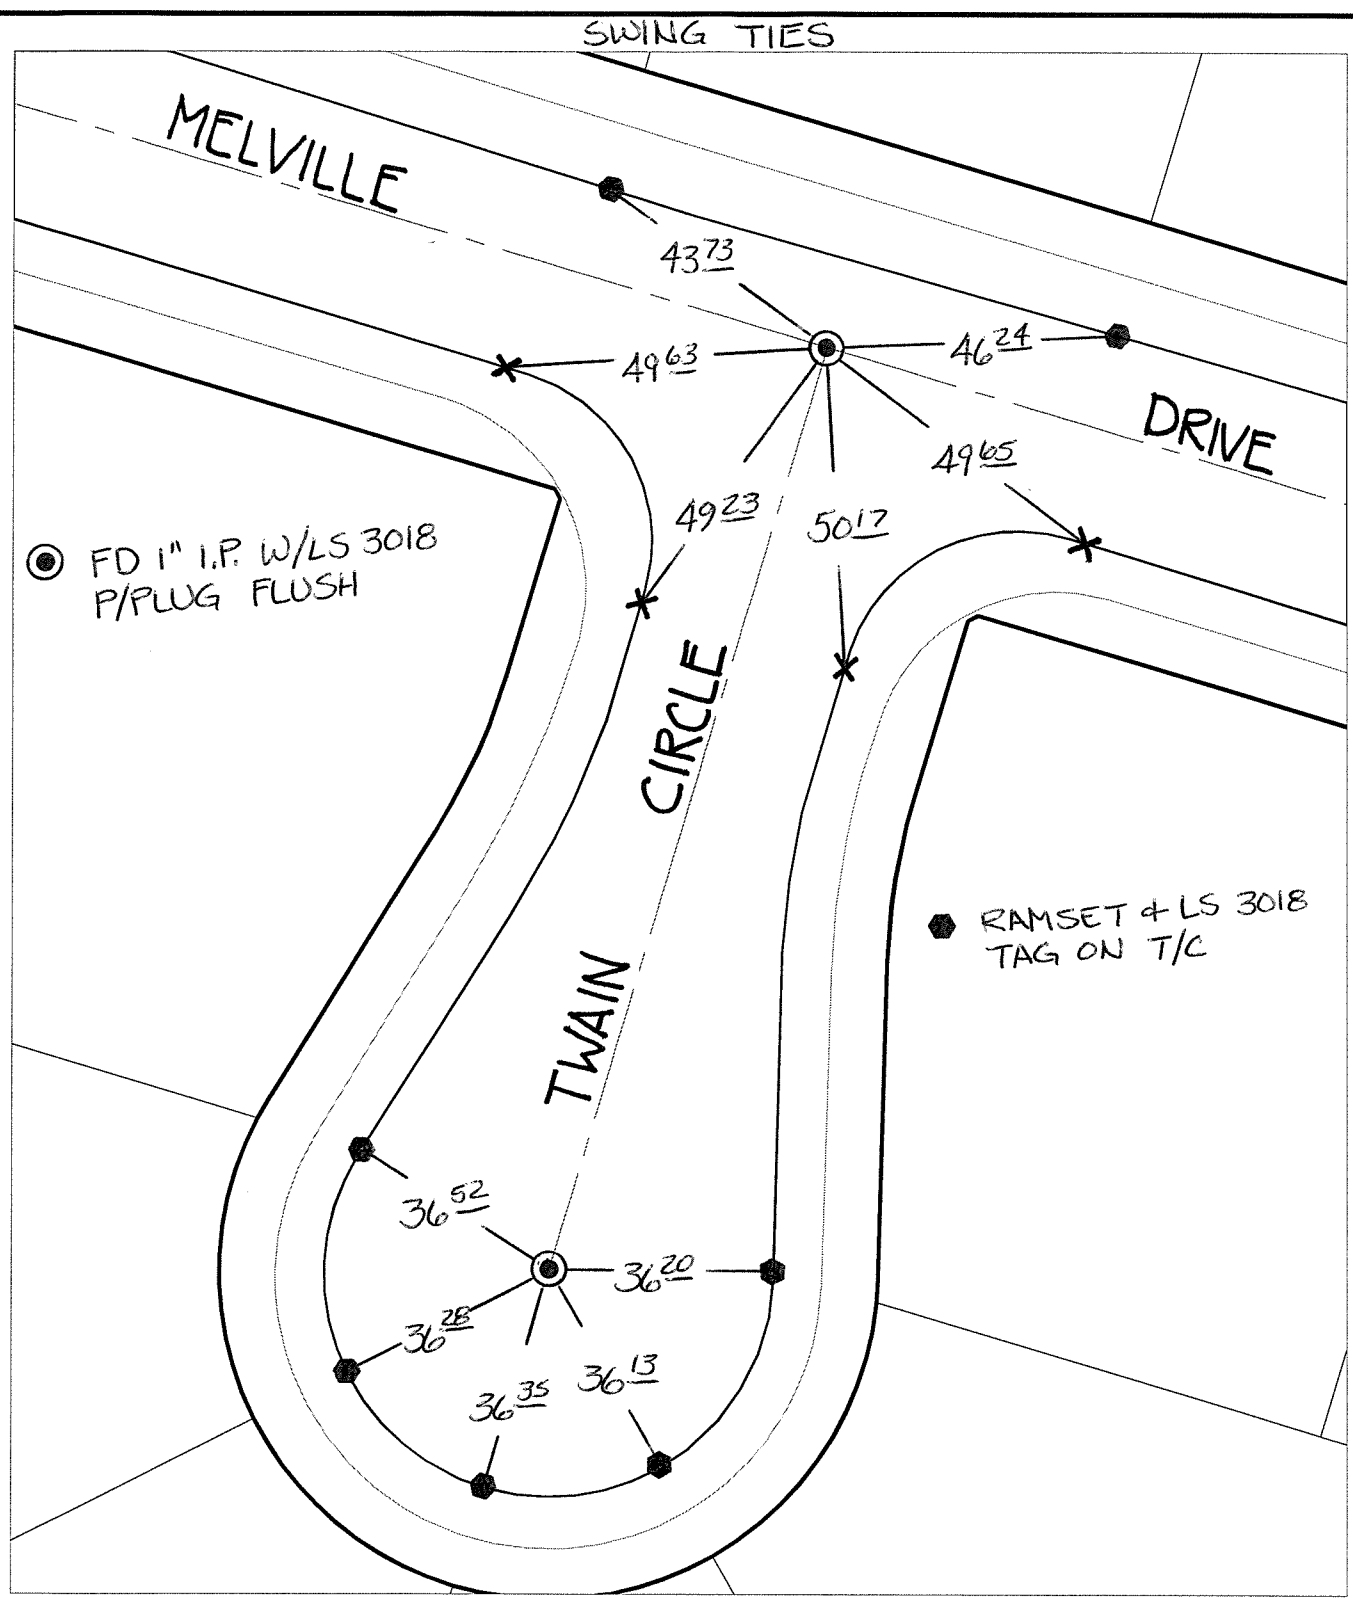 SWING TIES
MELVILLE
43 73
49 63
46 24
DRIVE
49 65
49 23
50 17
FD 1" I.P. W/LS 3018
P/PLUG FLUSH
CIRCLE
RAMSET & LS 3018
TAG ON T/C
TWAIN
36 52
36 20
36 28
36 35
36 13